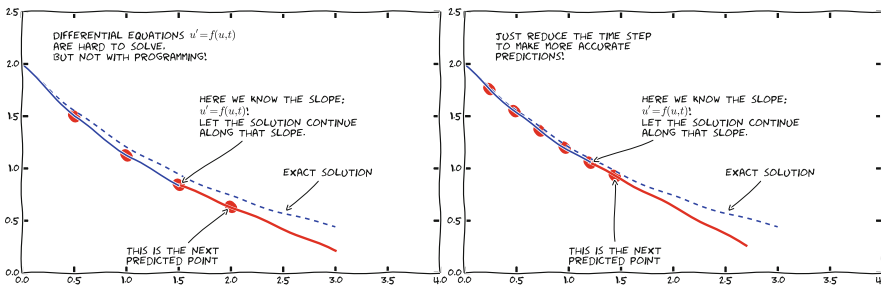 DIFFERENTIAL EQUATIONS u'=f(u,t)
ARE HARD TO SOLVE.
BUT NOT WITH PROGRAMMING!
HERE WE KNOW THE SLOPE:
u'=f(u,t)!
LET THE SOLUTION CONTINUE
ALONG THAT SLOPE.
EXACT SOLUTION
THIS IS THE NEXT
PREDICTED POINT
2.5
2.0
1.5
1.0
0.5
0.0
0.0 0.5 1.0 1.5 2.0 2.5 3.0 3.5 4.0
JUST REDUCE THE TIME STEP
TO MAKE MORE ACCURATE
PREDICTIONS!
HERE WE KNOW THE SLOPE:
u'=f(u,t)!
LET THE SOLUTION CONTINUE
ALONG THAT SLOPE.
EXACT SOLUTION
THIS IS THE NEXT
PREDICTED POINT
2.5
2.0
1.5
1.0
0.5
0.0
0.0 0.5 1.0 1.5 2.0 2.5 3.0 3.5